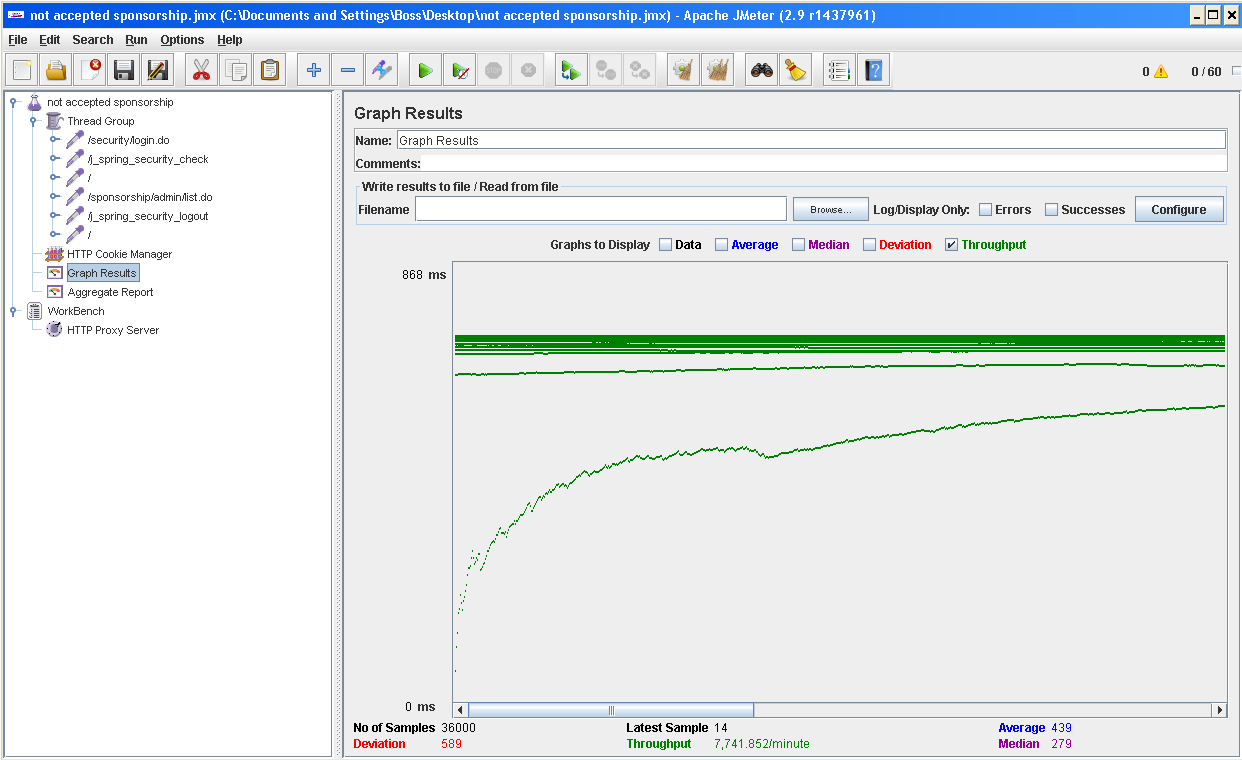 not accepted sponsorship.jmx (C:\Documents and Settings\Boss\Desktop\not accepted sponsorship.jmx) - Apache JMeter (2.9 r1437961)
File Edit Search Run Options Help
0 0 / 60
not accepted sponsorship
Thread Group
/security/login.do
/j_spring_security_check
/
/sponsorship/admin/list.do
/j_spring_security_logout
/
HTTP Cookie Manager
Graph Results
Aggregate Report
WorkBench
HTTP Proxy Server
Graph Results
Name: Graph Results
Comments:
Write results to file / Read from file
Filename Browse... Log/Display Only: Errors Successes Configure
Graphs to Display Data Average Median Deviation Throughput
868 ms
0 ms
No of Samples 36000 Latest Sample 14 Average 439
Deviation 589 Throughput 7,741.852/minute Median 279